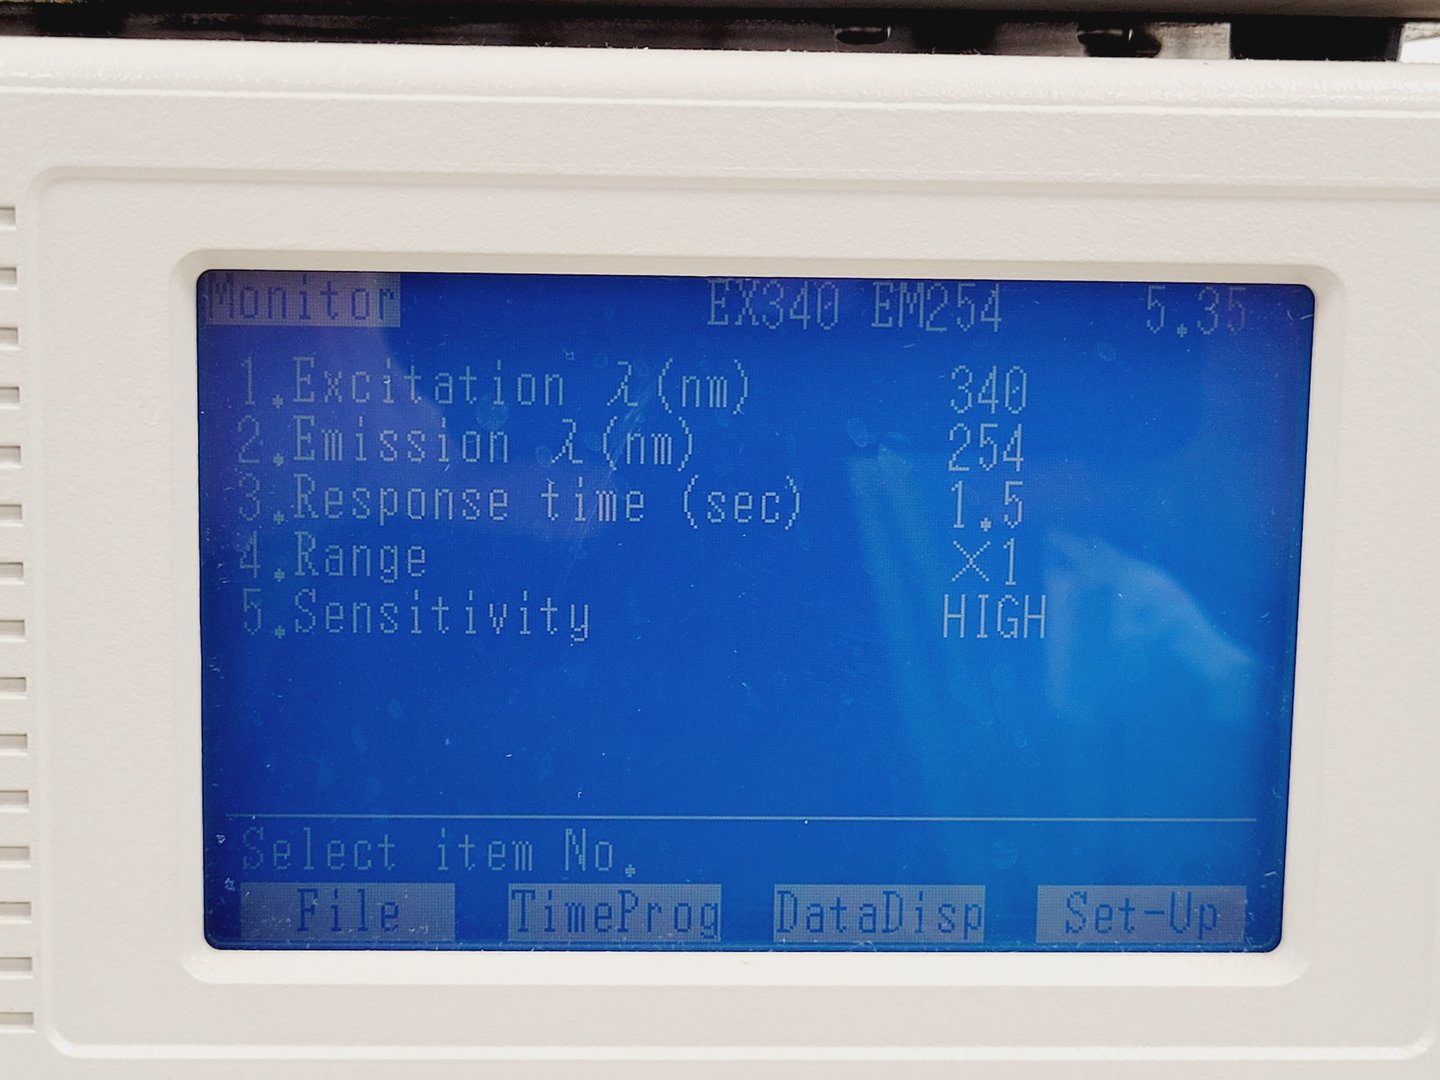 Monitor EX340 EM254 5.35
1.Excitation λ(nm) 340
2.Emission λ(nm) 254
3.Response time (sec) 1.5
4.Range ×1
5.Sensitivity HIGH
Select item No.
File TimeProg DataDisp Set-Up